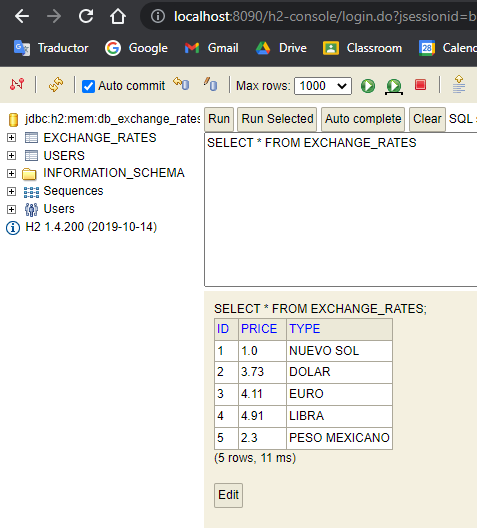 localhost:8090/h2-console/login.do?jsessionid=b
Traductor Google Gmail Drive Classroom Calend
Auto commit Max rows: 1000
jdbc:h2:mem:db_exchange_rates
EXCHANGE_RATES
USERS
INFORMATION_SCHEMA
Sequences
Users
H2 1.4.200 (2019-10-14)
Run Run Selected Auto complete Clear SQL
SELECT * FROM EXCHANGE_RATES
SELECT * FROM EXCHANGE_RATES;
ID PRICE TYPE
1 1.0 NUEVO SOL
2 3.73 DOLAR
3 4.11 EURO
4 4.91 LIBRA
5 2.3 PESO MEXICANO
(5 rows, 11 ms)
Edit